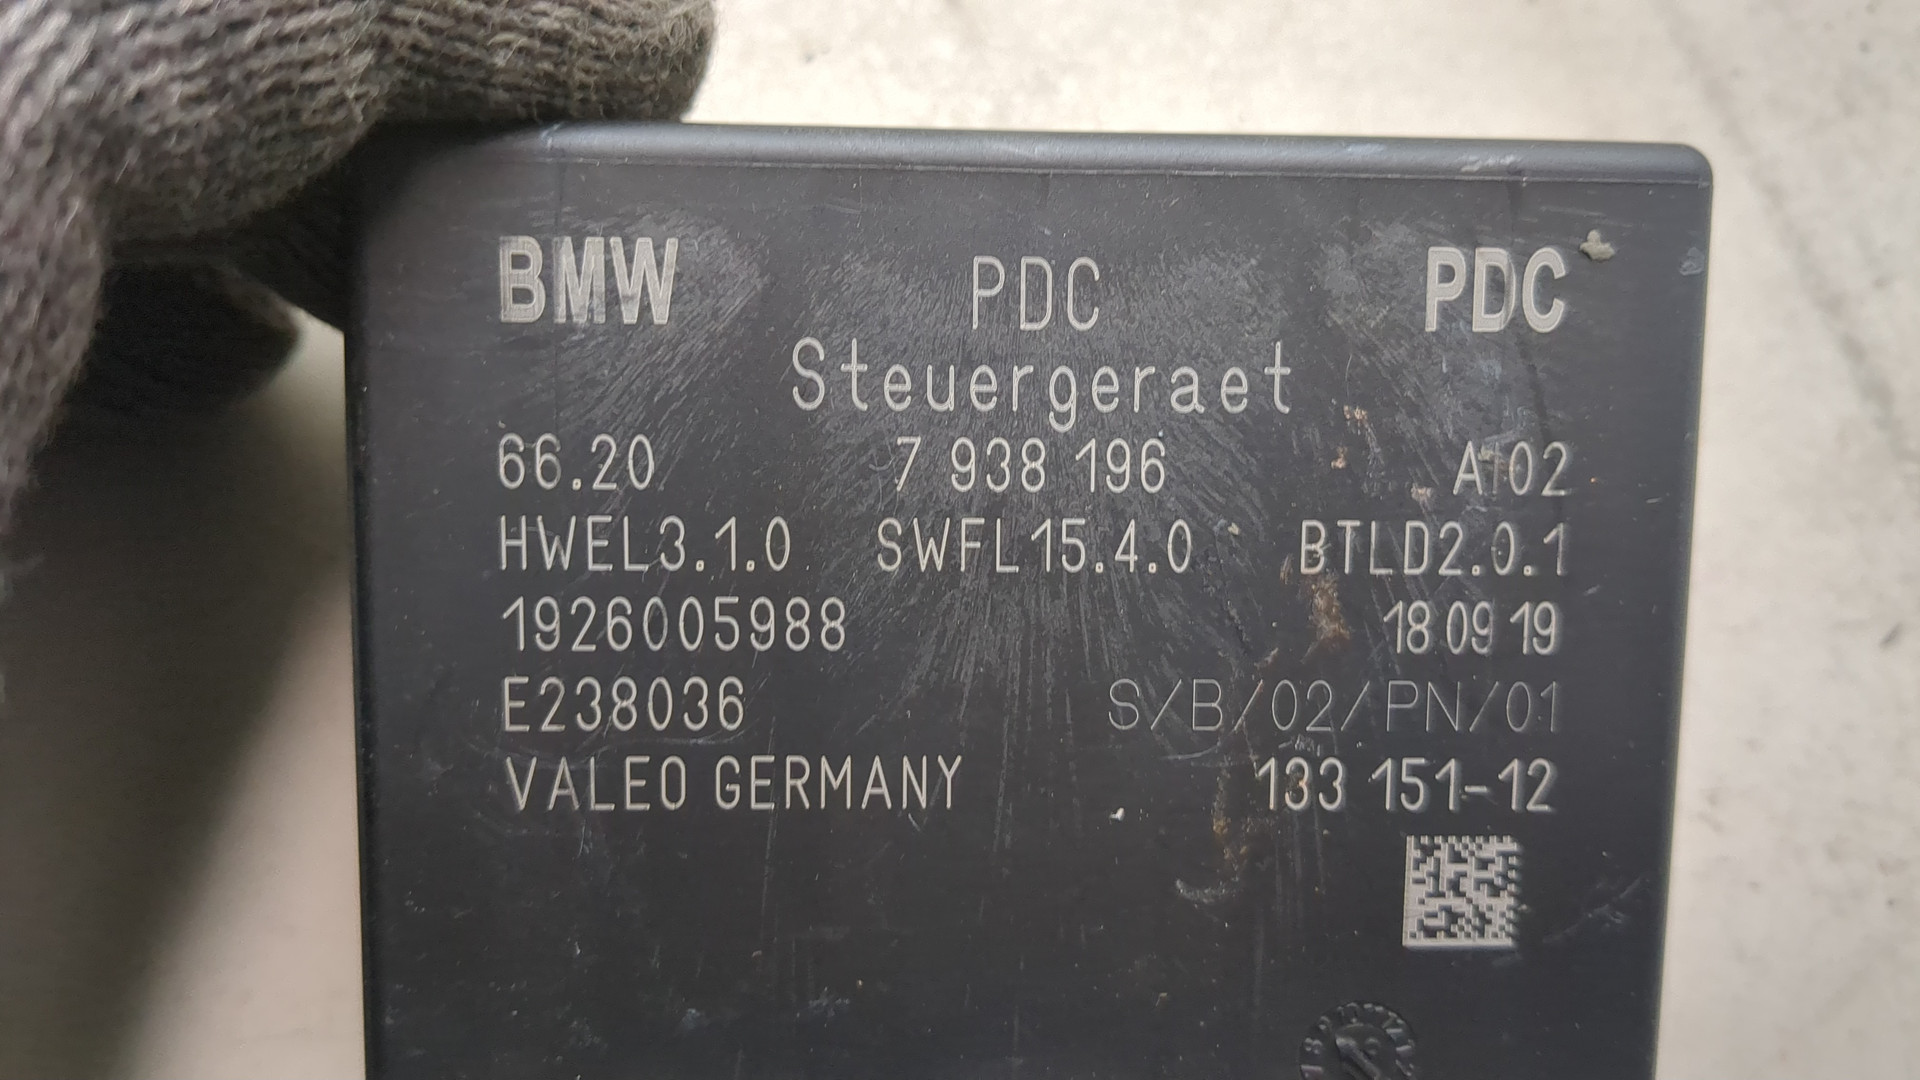 BMW PDC PDC
Steuergeraet
66.20 7 938 196 AI02
HWEL3.1.0 SWFL15.4.0 BTLD2.0.1
1926005988 18 09 19
E238036 S/B/02/PN/01
VALEO GERMANY 133 151-12